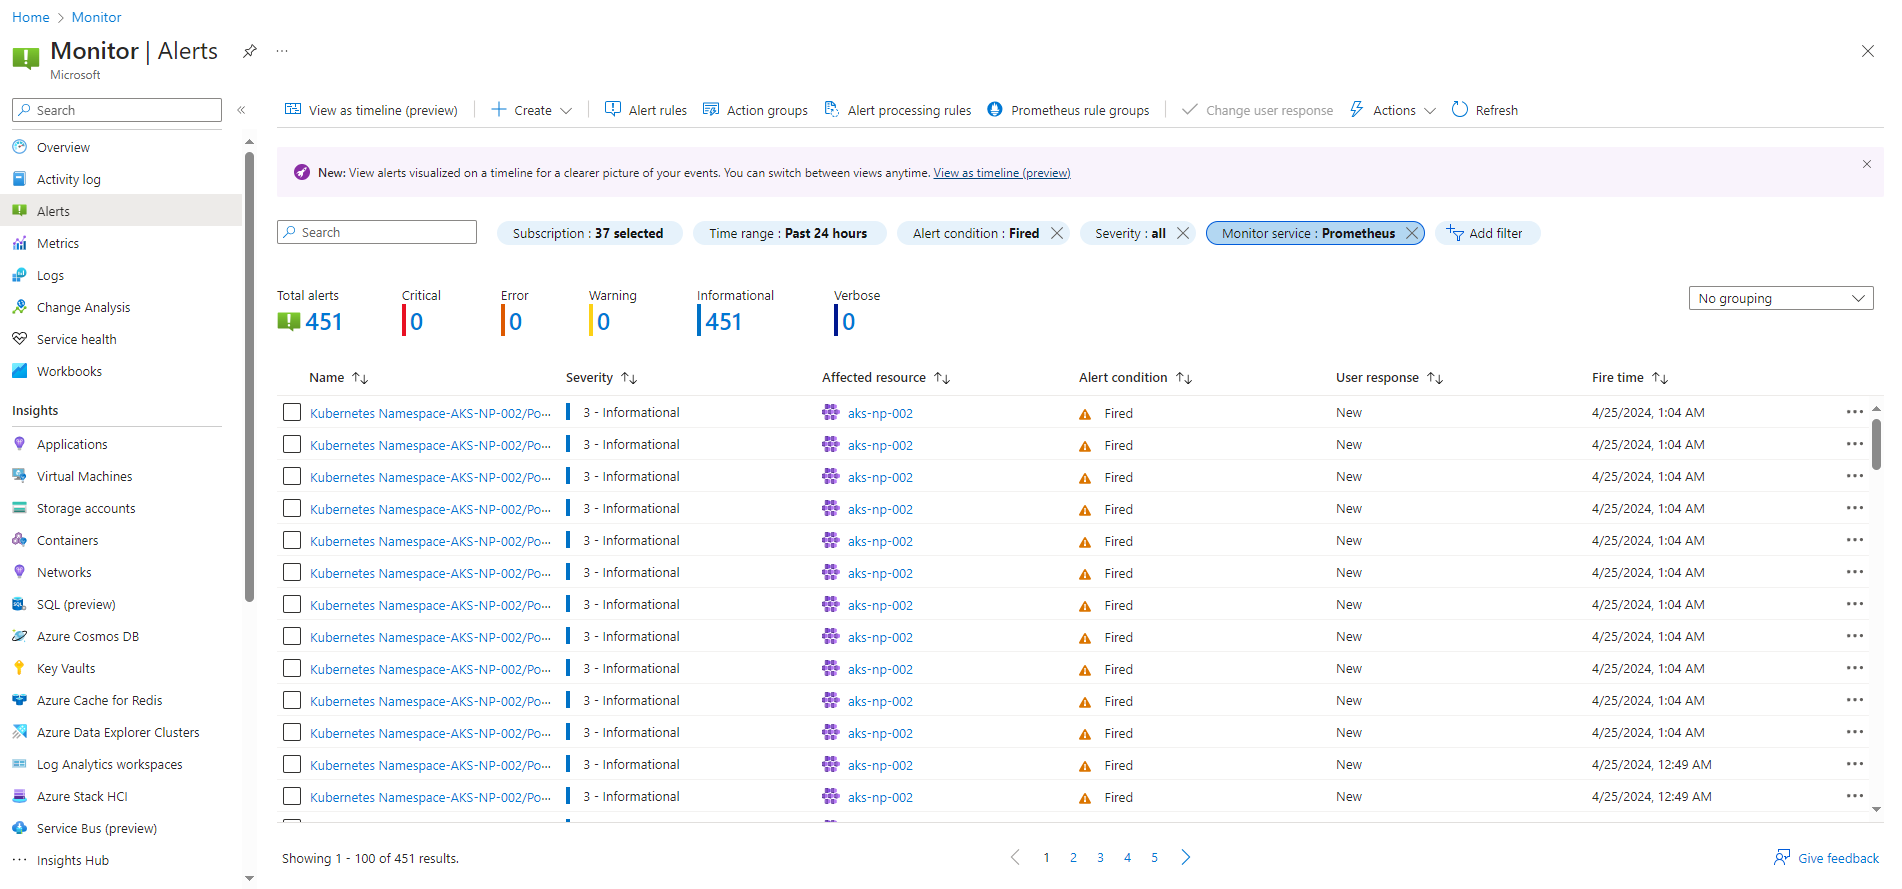 Home > Monitor
Monitor | Alerts ...
Microsoft
Search «
Overview
Activity log
Alerts
Metrics
Logs
Change Analysis
Service health
Workbooks
Insights
Applications
Virtual Machines
Storage accounts
Containers
Networks
SQL (preview)
Azure Cosmos DB
Key Vaults
Azure Cache for Redis
Azure Data Explorer Clusters
Log Analytics workspaces
Azure Stack HCI
Service Bus (preview)
Insights Hub
View as timeline (preview) Create Alert rules Action groups Alert processing rules Prometheus rule groups Change user response Actions Refresh
New: View alerts visualized on a timeline for a clearer picture of your events. You can switch between views anytime. View as timeline (preview)
Search Subscription : 37 selected Time range : Past 24 hours Alert condition : Fired Severity : all Monitor service : Prometheus Add filter
Total alerts Critical Error Warning Informational Verbose
451 0 0 0 451 0
No grouping
Name Severity Affected resource Alert condition User response Fire time
Kubernetes Namespace-AKS-NP-002/Po... 3 - Informational aks-np-002 Fired New 4/25/2024, 1:04 AM
Kubernetes Namespace-AKS-NP-002/Po... 3 - Informational aks-np-002 Fired New 4/25/2024, 1:04 AM
Kubernetes Namespace-AKS-NP-002/Po... 3 - Informational aks-np-002 Fired New 4/25/2024, 1:04 AM
Kubernetes Namespace-AKS-NP-002/Po... 3 - Informational aks-np-002 Fired New 4/25/2024, 1:04 AM
Kubernetes Namespace-AKS-NP-002/Po... 3 - Informational aks-np-002 Fired New 4/25/2024, 1:04 AM
Kubernetes Namespace-AKS-NP-002/Po... 3 - Informational aks-np-002 Fired New 4/25/2024, 1:04 AM
Kubernetes Namespace-AKS-NP-002/Po... 3 - Informational aks-np-002 Fired New 4/25/2024, 1:04 AM
Kubernetes Namespace-AKS-NP-002/Po... 3 - Informational aks-np-002 Fired New 4/25/2024, 1:04 AM
Kubernetes Namespace-AKS-NP-002/Po... 3 - Informational aks-np-002 Fired New 4/25/2024, 1:04 AM
Kubernetes Namespace-AKS-NP-002/Po... 3 - Informational aks-np-002 Fired New 4/25/2024, 1:04 AM
Kubernetes Namespace-AKS-NP-002/Po... 3 - Informational aks-np-002 Fired New 4/25/2024, 1:04 AM
Kubernetes Namespace-AKS-NP-002/Po... 3 - Informational aks-np-002 Fired New 4/25/2024, 12:49 AM
Kubernetes Namespace-AKS-NP-002/Po... 3 - Informational aks-np-002 Fired New 4/25/2024, 12:49 AM
Showing 1 - 100 of 451 results. < 1 2 3 4 5 > Give feedback